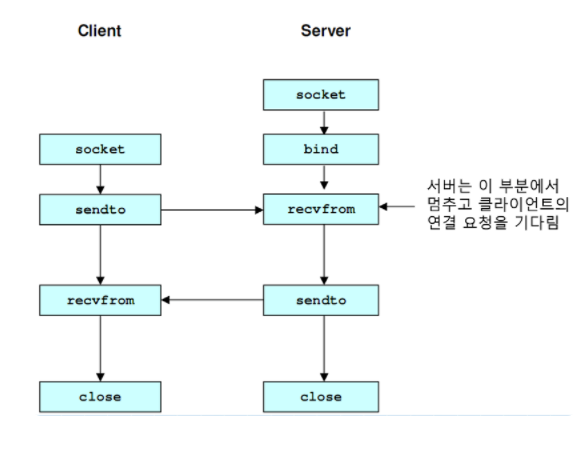 Client
Server
socket
socket
bind
sendto
recvfrom
서버는 이 부분에서
멈추고 클라이언트의
연결 요청을 기다림
recvfrom
sendto
close
close